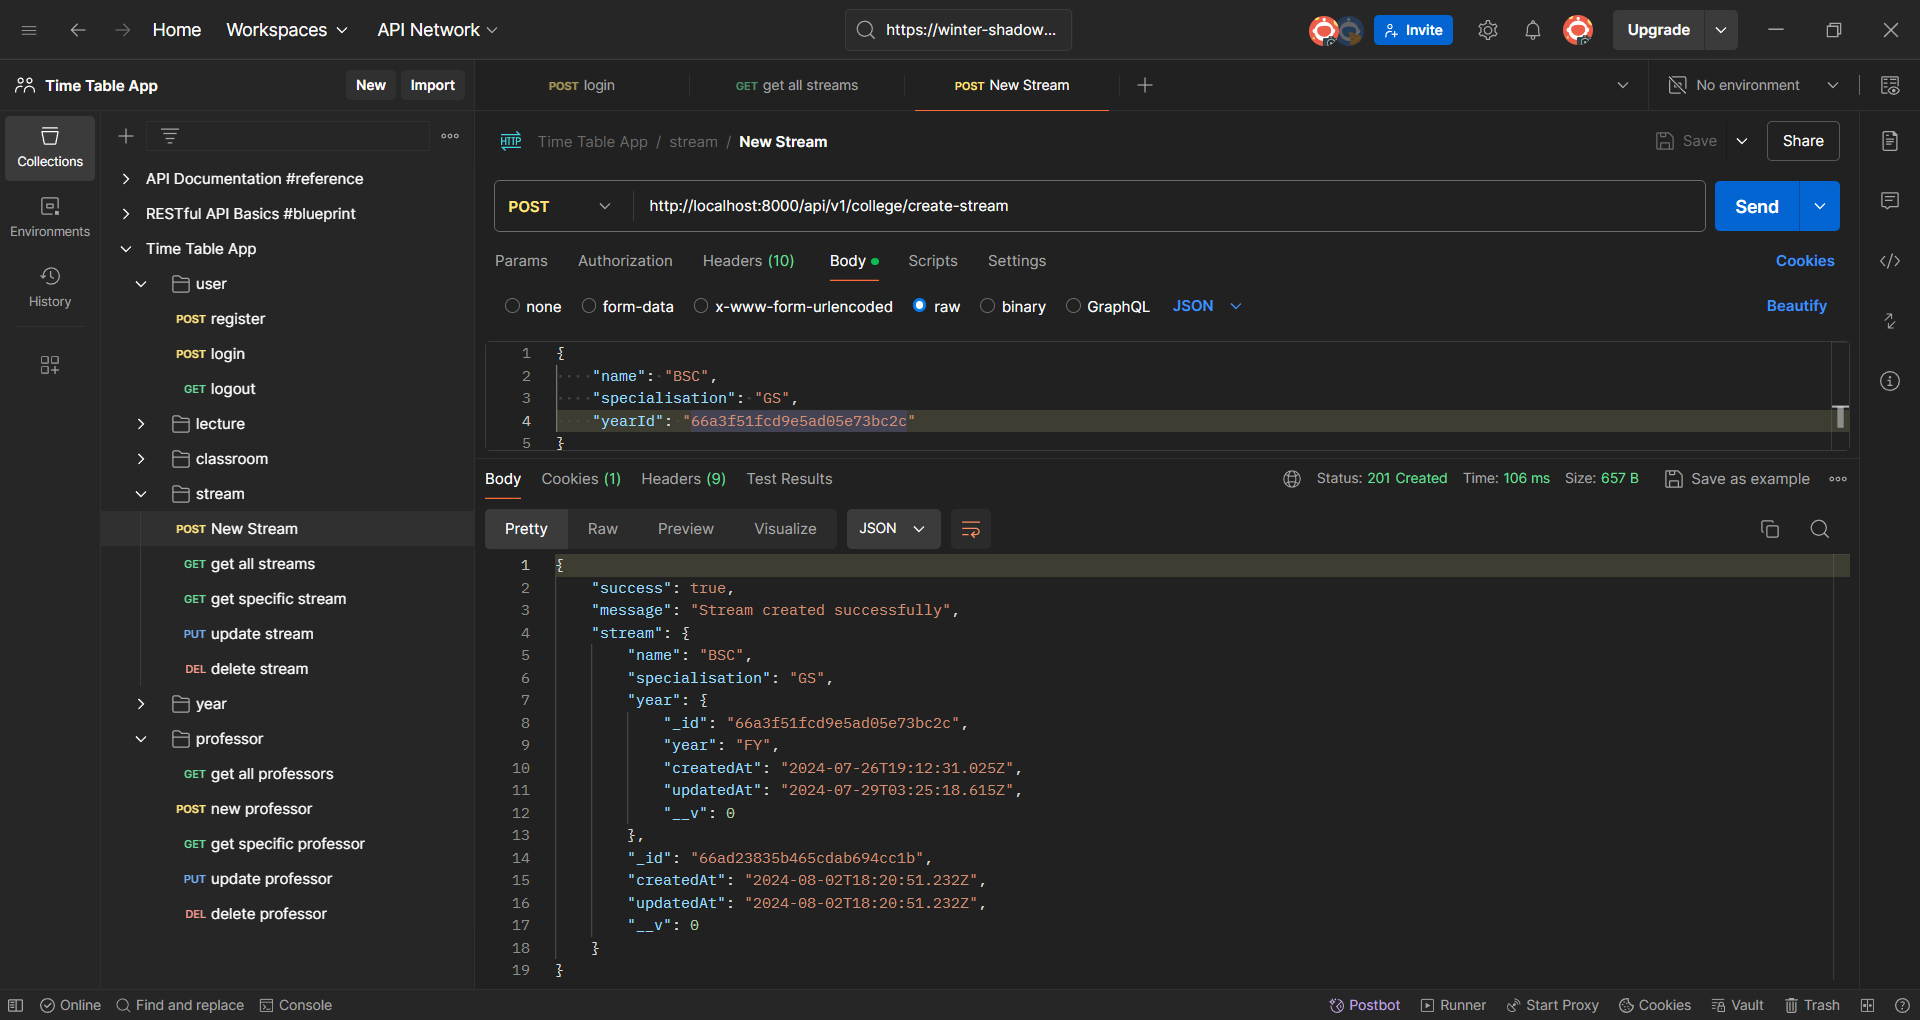 Home
Workspaces
API Network
https://winter-shadow...
Invite
Upgrade
Time Table App
New
Import
POST login
GET get all streams
POST New Stream
No environment
Collections
Environments
History
API Documentation #reference
RESTful API Basics #blueprint
Time Table App
user
POST register
POST login
GET logout
lecture
classroom
stream
POST New Stream
GET get all streams
GET get specific stream
PUT update stream
DEL delete stream
year
professor
GET get all professors
POST new professor
GET get specific professor
PUT update professor
DEL delete professor
HTTP Time Table App / stream / New Stream
Save
Share
POST http://localhost:8000/api/v1/college/create-stream
Send
Params Authorization Headers (10) Body Scripts Settings
Cookies
none form-data x-www-form-urlencoded raw binary GraphQL JSON
Beautify
1 {
2 "name": "BSC",
3 "specialisation": "GS",
4 "yearId": "66a3f51fcd9e5ad05e73bc2c"
5 }
Body Cookies (1) Headers (9) Test Results
Status: 201 Created Time: 106 ms Size: 657 B Save as example
Pretty Raw Preview Visualize JSON
1 {
2 "success": true,
3 "message": "Stream created successfully",
4 "stream": {
5 "name": "BSC",
6 "specialisation": "GS",
7 "year": {
8 "_id": "66a3f51fcd9e5ad05e73bc2c",
9 "year": "FY",
10 "createdAt": "2024-07-26T19:12:31.025Z",
11 "updatedAt": "2024-07-29T03:25:18.615Z",
12 "__v": 0
13 },
14 "_id": "66ad23835b465cdab694cc1b",
15 "createdAt": "2024-08-02T18:20:51.232Z",
16 "updatedAt": "2024-08-02T18:20:51.232Z",
17 "__v": 0
18 }
19 }
Online Find and replace Console
Postbot Runner Start Proxy Cookies Vault Trash